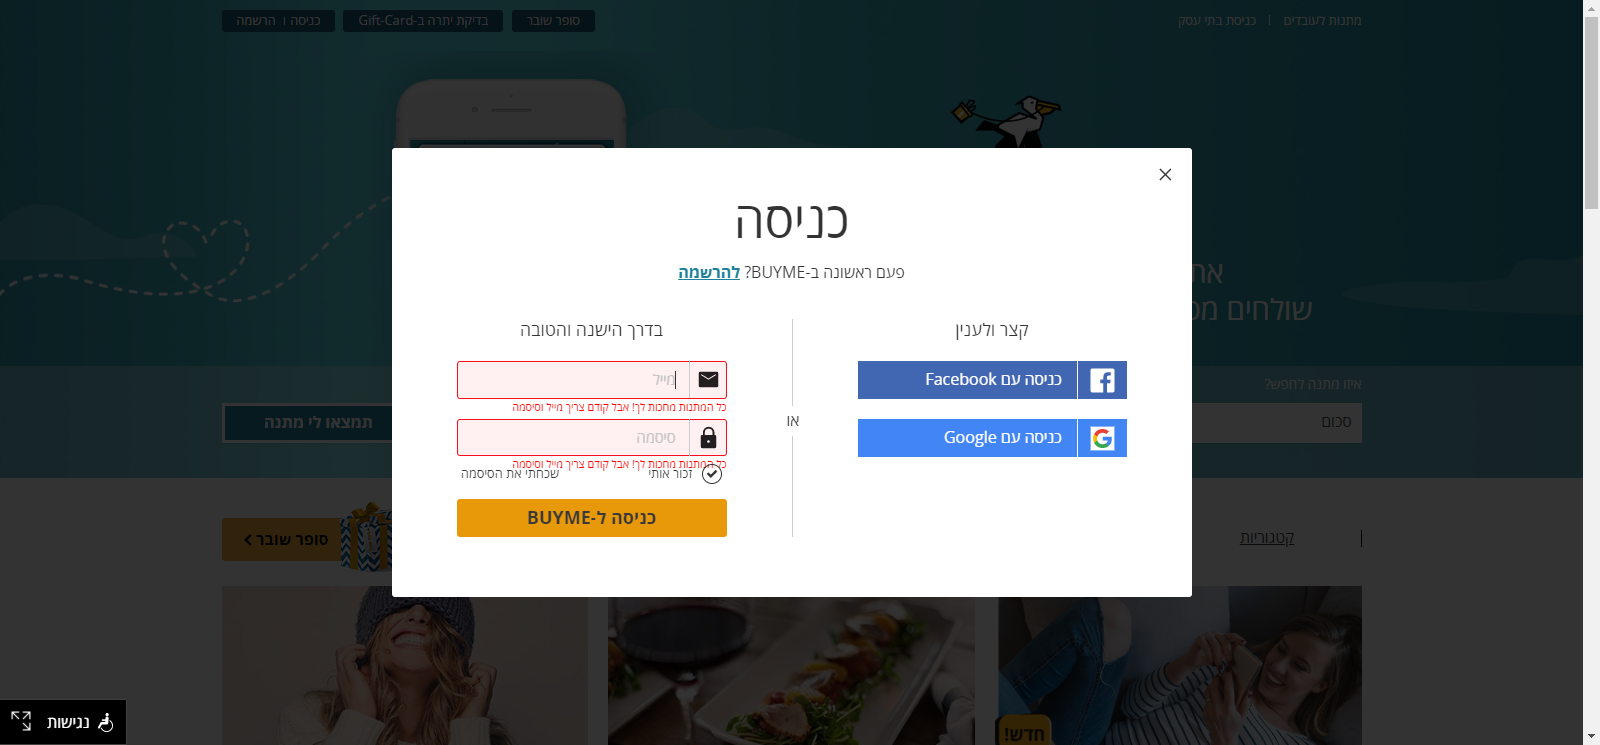 מתנות לעובדים | כניסת בתי עסק
סופר שובר
בדיקת יתרה ב-Gift-Card
כניסה | הרשמה
כניסה
פעם ראשונה ב-BUYME? להרשמה
קצר ולענין
כניסה עם Facebook
כניסה עם Google
או
בדרך הישנה והטובה
מייל
כל המתנות מחכות לך! אבל קודם צריך מייל וסיסמה
סיסמה
כל המתנות מחכות לך! אבל קודם צריך מייל וסיסמה
זכור אותי
שכחתי את הסיסמה
כניסה ל-BUYME
את
שולחים
איזו מתנה לחפש?
סכום
תמצאו לי מתנה
קטגוריות
סופר שובר
חדש!
נגישות